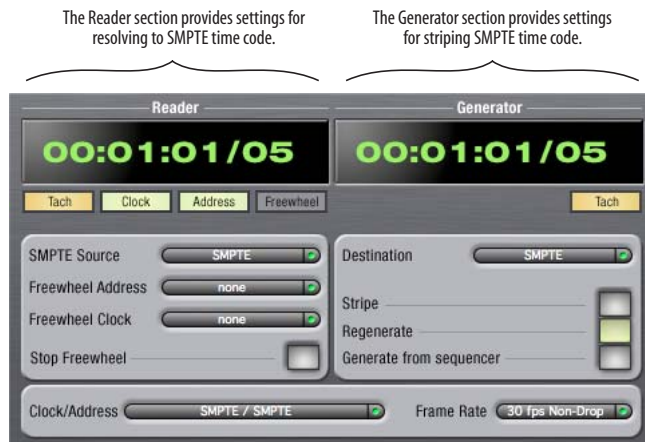 The Reader section provides settings for
resolving to SMPTE time code.
The Generator section provides settings
for striping SMPTE time code.
Reader
00:01:01/05
Tach Clock Address Freewheel
SMPTE Source SMPTE
Freewheel Address none
Freewheel Clock none
Stop Freewheel
Generator
00:01:01/05
Tach
Destination SMPTE
Stripe
Regenerate
Generate from sequencer
Clock/Address SMPTE / SMPTE Frame Rate 30 fps Non-Drop